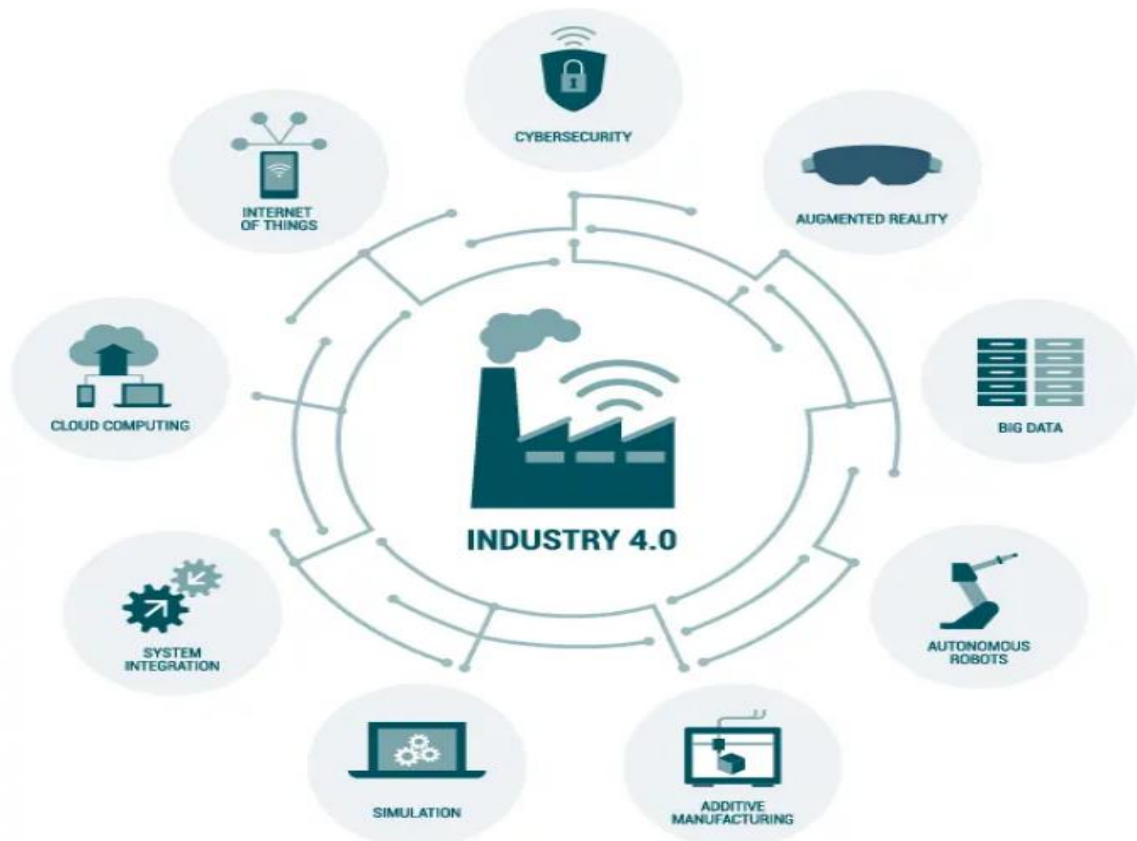 CYBERSECURITY
INTERNET
OF THINGS
AUGMENTED REALITY
CLOUD COMPUTING
BIG DATA
INDUSTRY 4.0
SYSTEM
INTEGRATION
AUTONOMOUS
ROBOTS
SIMULATION
ADDITIVE
MANUFACTURING